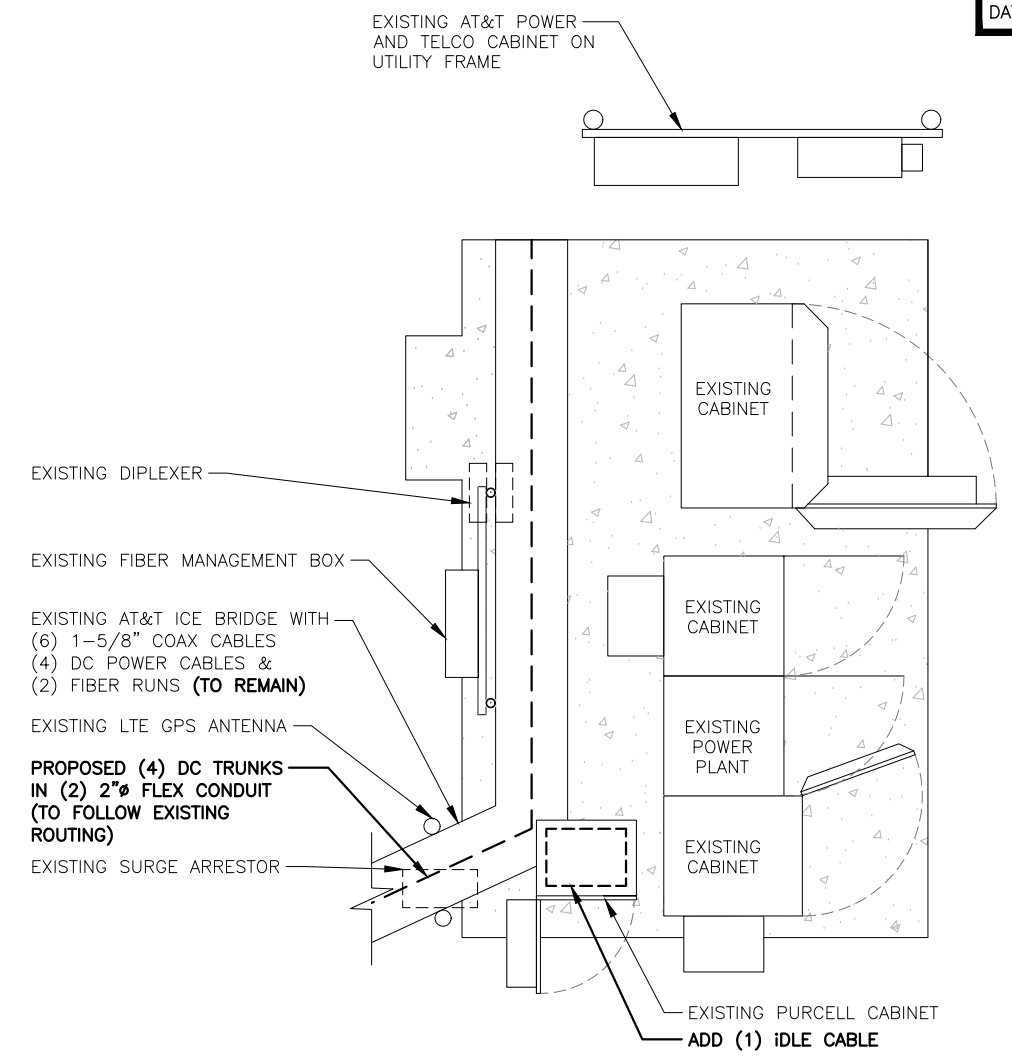 DA
EXISTING AT&T POWER
AND TELCO CABINET ON
UTILITY FRAME
EXISTING
CABINET
EXISTING DIPLEXER
EXISTING FIBER MANAGEMENT BOX
EXISTING AT&T ICE BRIDGE WITH
(6) 1-5/8" COAX CABLES
(4) DC POWER CABLES &
(2) FIBER RUNS (TO REMAIN)
EXISTING LTE GPS ANTENNA
PROPOSED (4) DC TRUNKS
IN (2) 2"ø FLEX CONDUIT
(TO FOLLOW EXISTING
ROUTING)
EXISTING SURGE ARRESTOR
EXISTING
CABINET
EXISTING
POWER
PLANT
EXISTING
CABINET
EXISTING PURCELL CABINET
ADD (1) iDLE CABLE